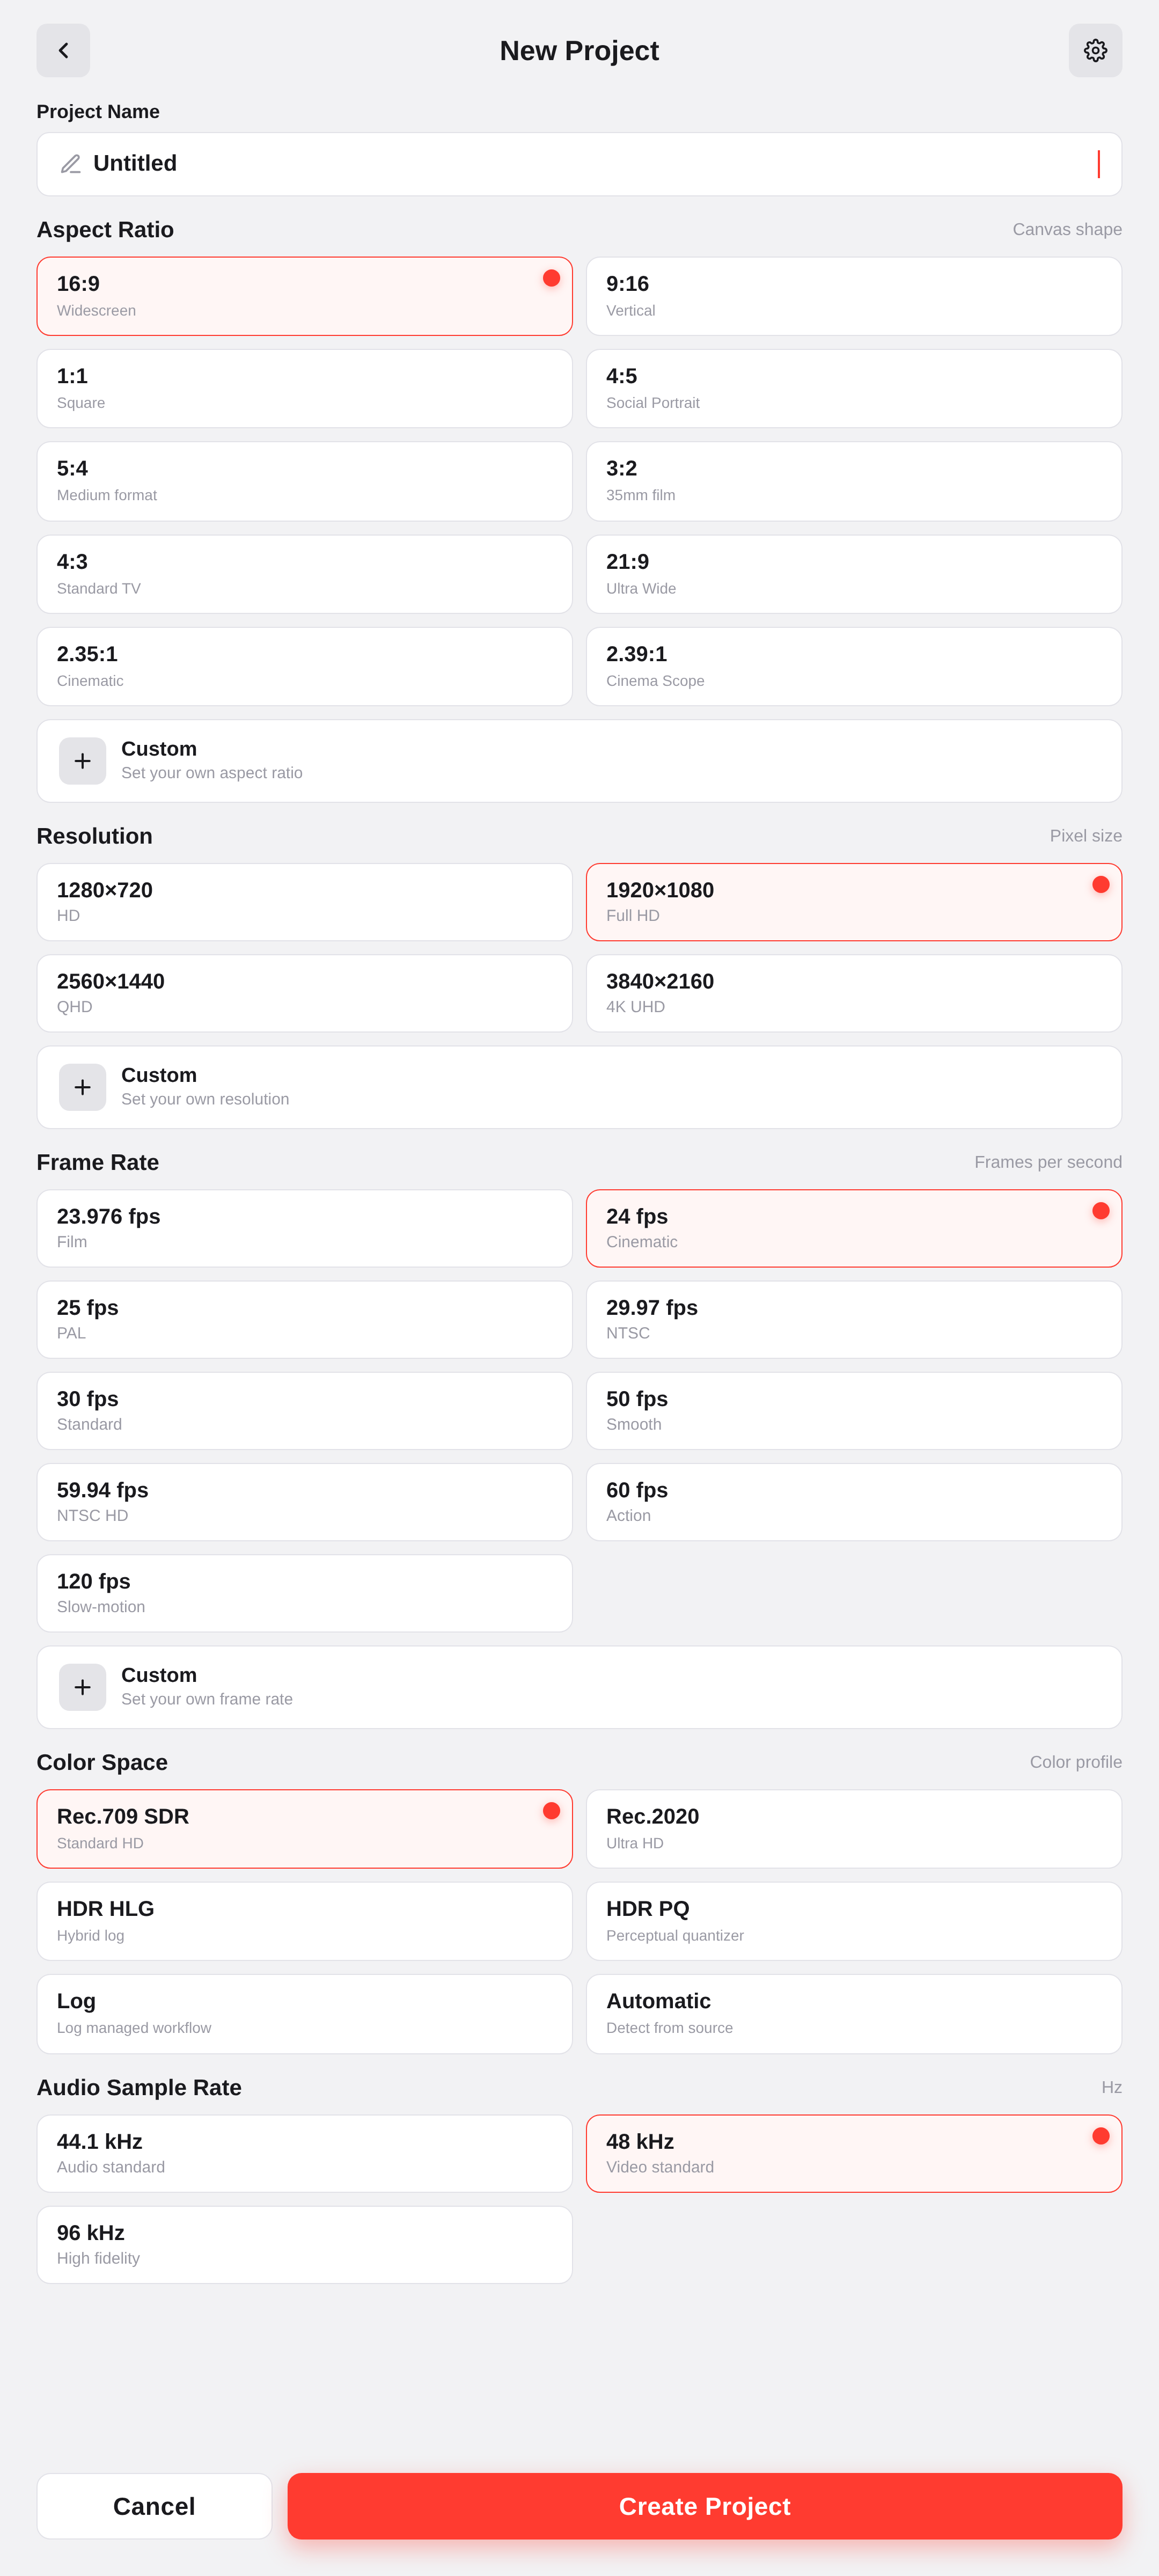 New Project
Project Name
Untitled
Aspect Ratio
Canvas shape
16:9
Widescreen
9:16
Vertical
1:1
Square
4:5
Social Portrait
5:4
Medium format
3:2
35mm film
4:3
Standard TV
21:9
Ultra Wide
2.35:1
Cinematic
2.39:1
Cinema Scope
Custom
Set your own aspect ratio
Resolution
Pixel size
1280×720
HD
1920×1080
Full HD
2560×1440
QHD
3840×2160
4K UHD
Custom
Set your own resolution
Frame Rate
Frames per second
23.976 fps
Film
24 fps
Cinematic
25 fps
PAL
29.97 fps
NTSC
30 fps
Standard
50 fps
Smooth
59.94 fps
NTSC HD
60 fps
Action
120 fps
Slow-motion
Custom
Set your own frame rate
Color Space
Color profile
Rec.709 SDR
Standard HD
Rec.2020
Ultra HD
HDR HLG
Hybrid log
HDR PQ
Perceptual quantizer
Log
Log managed workflow
Automatic
Detect from source
Audio Sample Rate
Hz
44.1 kHz
Audio standard
48 kHz
Video standard
96 kHz
High fidelity
Cancel
Create Project